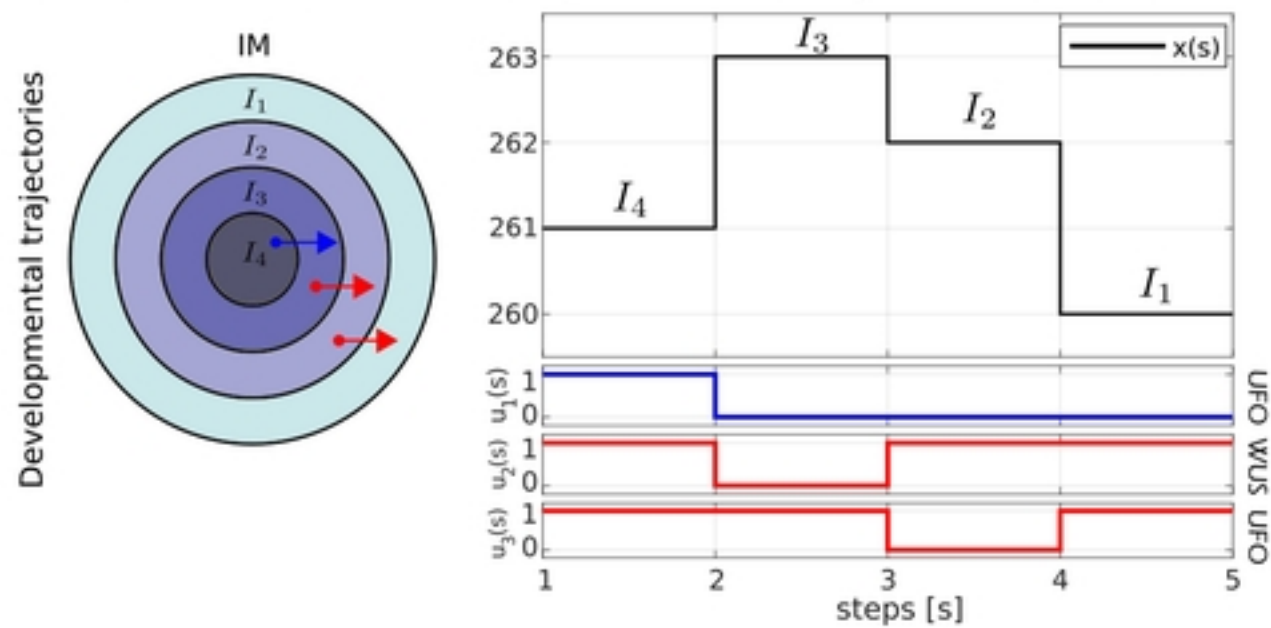 Developmental trajectories
IM
I₁
I₂
I₃
I₄
x(s)
263
262
261
260
I₄
I₃
I₂
I₁
u₁(s)
1
0
UFO
u₂(s)
1
0
WUS
u₃(s)
1
0
UFO
1 2 3 4 5
steps [s]